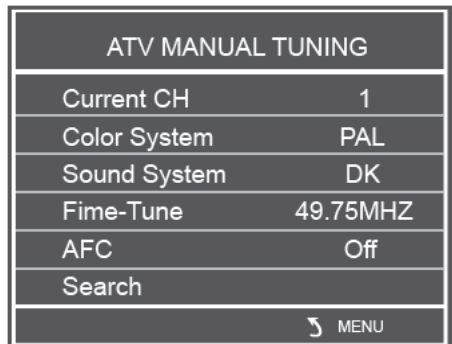 ATV MANUAL TUNING
Current CH 1
Color System PAL
Sound System DK
Fime-Tune 49.75MHZ
AFC Off
Search
MENU